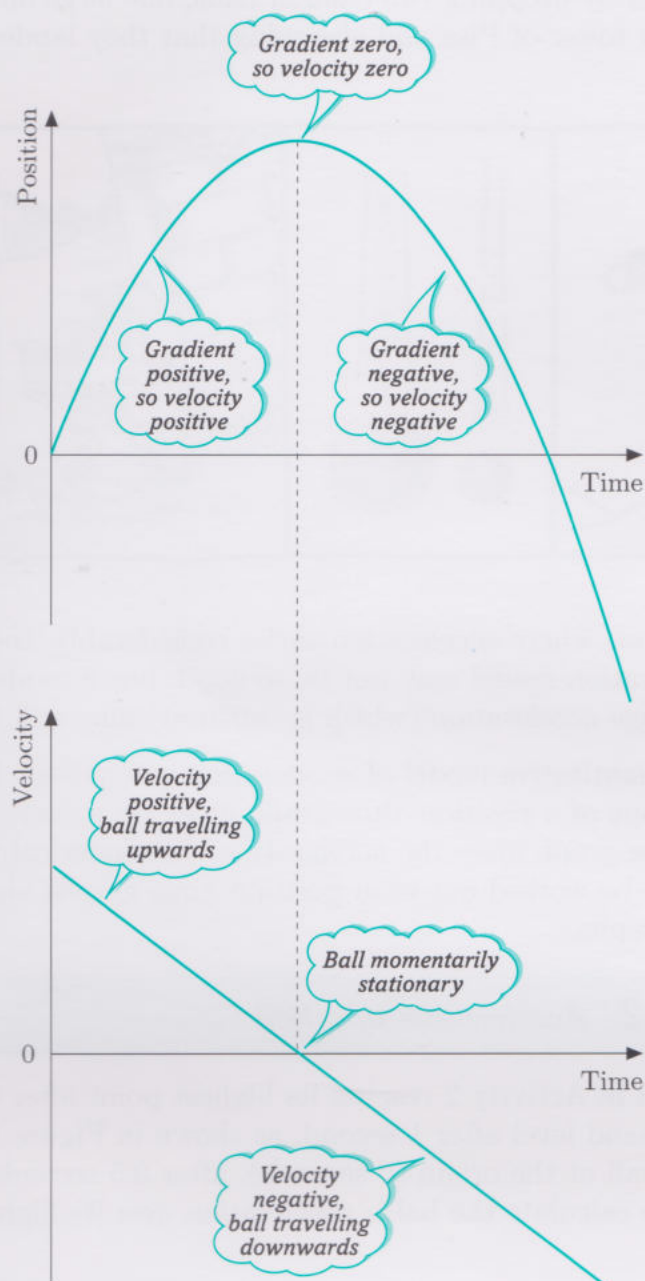 Gradient zero,
so velocity zero
Position
Gradient
positive,
so velocity
positive
Gradient
negative,
so velocity
negative
0
Time
Velocity
Velocity
positive,
ball travelling
upwards
Ball momentarily
stationary
0
Time
Velocity
negative,
ball travelling
downwards